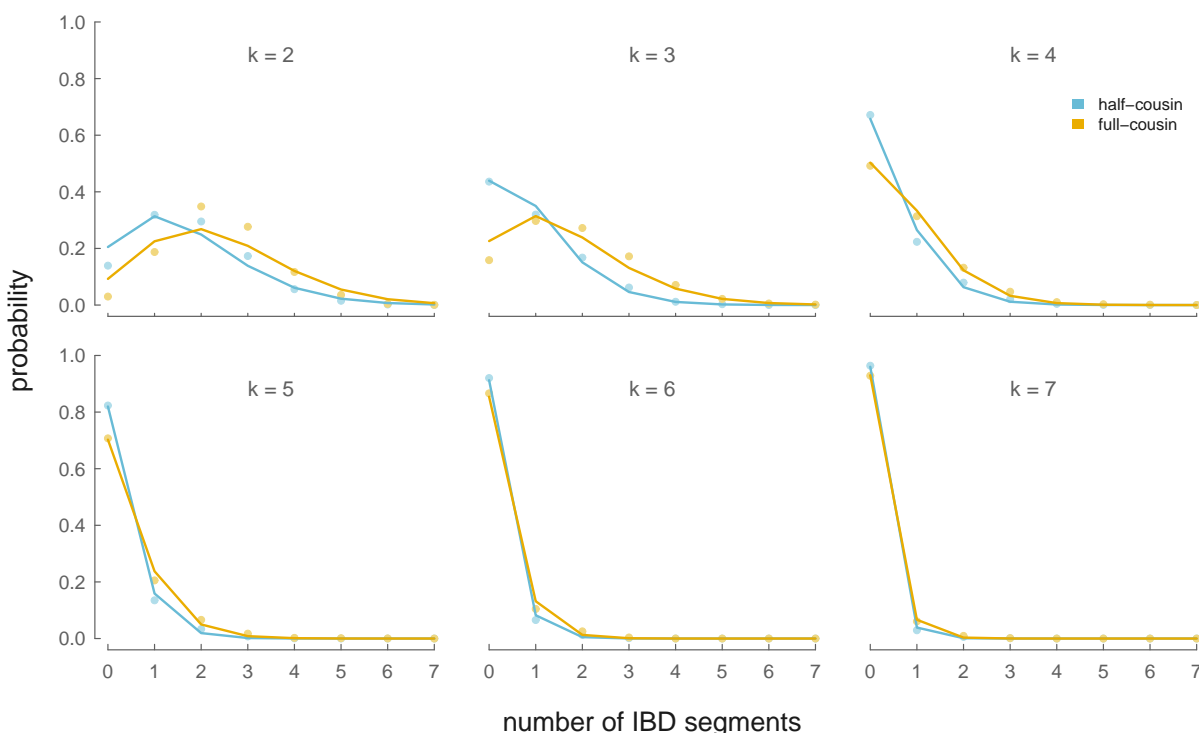 1.0
0.8
0.6
0.4
0.2
0.0
k = 2
k = 3
k = 4
half−cousin
full−cousin
probability
1.0
0.8
0.6
0.4
0.2
0.0
k = 5
k = 6
k = 7
0 1 2 3 4 5 6 7
0 1 2 3 4 5 6 7
0 1 2 3 4 5 6 7
number of IBD segments